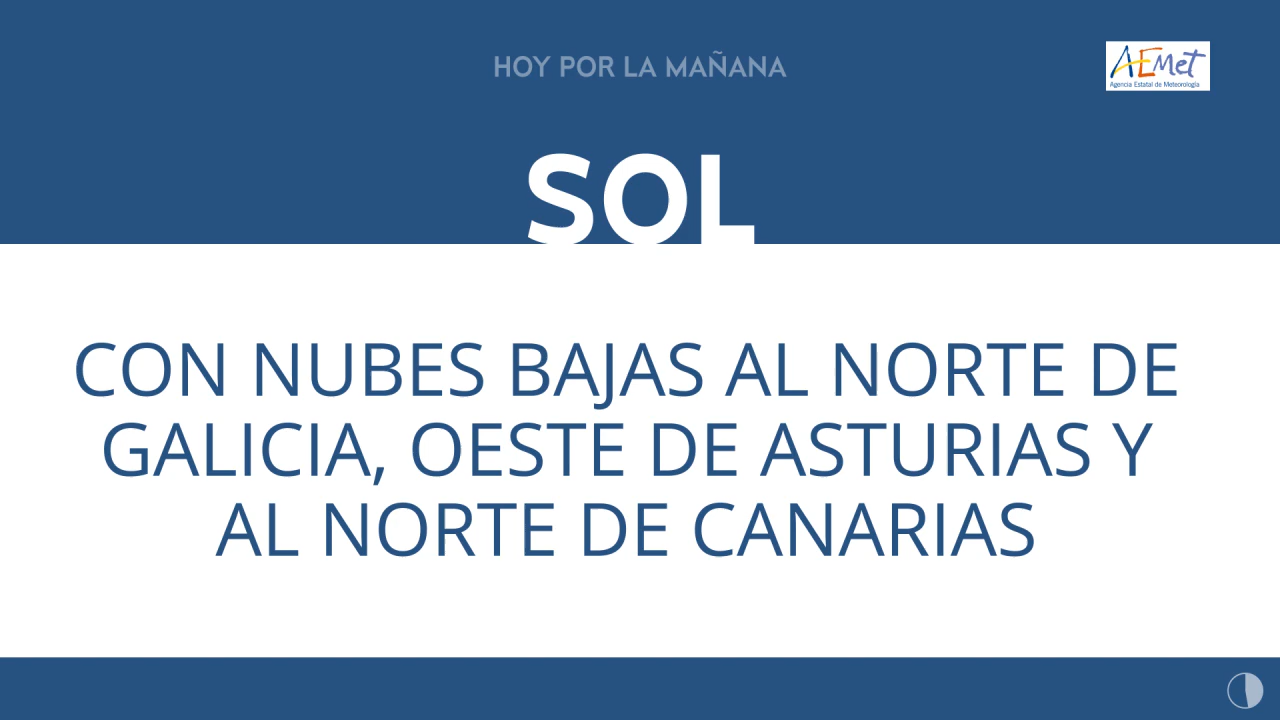 HOY POR LA MAÑANA
AEMet
Agencia Estatal de Meteorología
SOL
CON NUBES BAJAS AL NORTE DE
GALICIA, OESTE DE ASTURIAS Y
AL NORTE DE CANARIAS